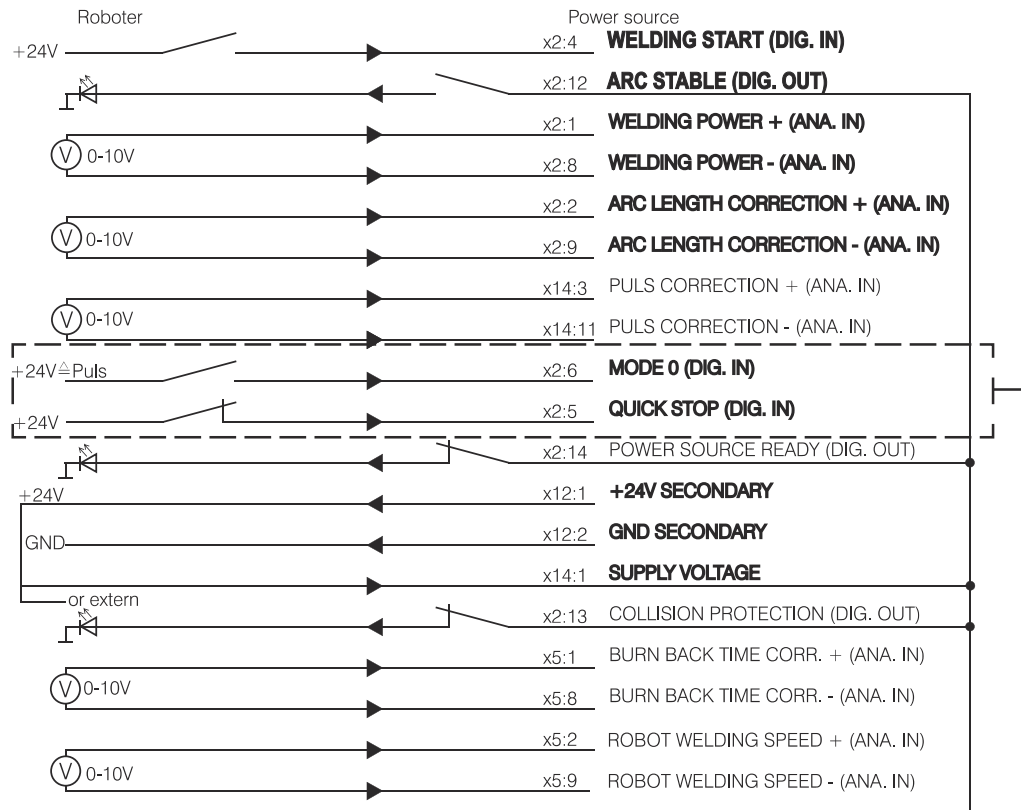 Roboter Power source
+24V x2:4 WELDING START (DIG. IN)
x2:12 ARC STABLE (DIG. OUT)
x2:1 WELDING POWER + (ANA. IN)
V 0-10V
x2:8 WELDING POWER - (ANA. IN)
x2:2 ARC LENGTH CORRECTION + (ANA. IN)
V 0-10V
x2:9 ARC LENGTH CORRECTION - (ANA. IN)
x14:3 PULS CORRECTION + (ANA. IN)
V 0-10V
x14:11 PULS CORRECTION - (ANA. IN)
+24V≙Puls x2:6 MODE 0 (DIG. IN)
+24V x2:5 QUICK STOP (DIG. IN)
x2:14 POWER SOURCE READY (DIG. OUT)
+24V x12:1 +24V SECONDARY
GND x12:2 GND SECONDARY
x14:1 SUPPLY VOLTAGE
or extern
x2:13 COLLISION PROTECTION (DIG. OUT)
x5:1 BURN BACK TIME CORR. + (ANA. IN)
V 0-10V
x5:8 BURN BACK TIME CORR. - (ANA. IN)
x5:2 ROBOT WELDING SPEED + (ANA. IN)
V 0-10V
x5:9 ROBOT WELDING SPEED - (ANA. IN)